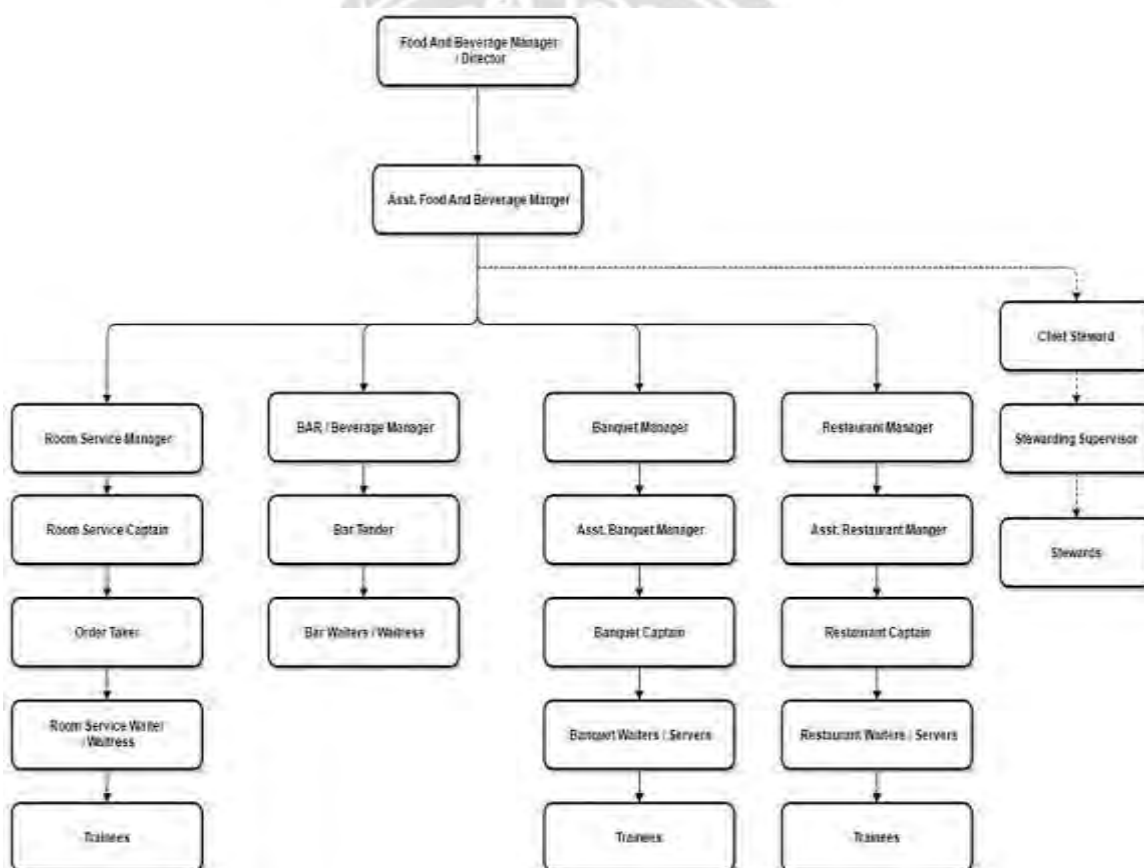 Food And Beverage Manager
/ Director
Asst. Food And Beverage Manger
Chief Steward
Room Service Manager
BAR / Beverage Manager
Banquet Manager
Restaurant Manager
Stewarding Supervisor
Room Service Captain
Bar Tender
Asst. Banquet Manager
Asst. Restaurant Manger
Stewards
Order Taker
Bar Waiters / Waitress
Banquet Captain
Restaurant Captain
Room Service Waiter
/ Waitress
Banquet Waiters / Servers
Restaurant Waiters / Servers
Trainees
Trainees
Trainees